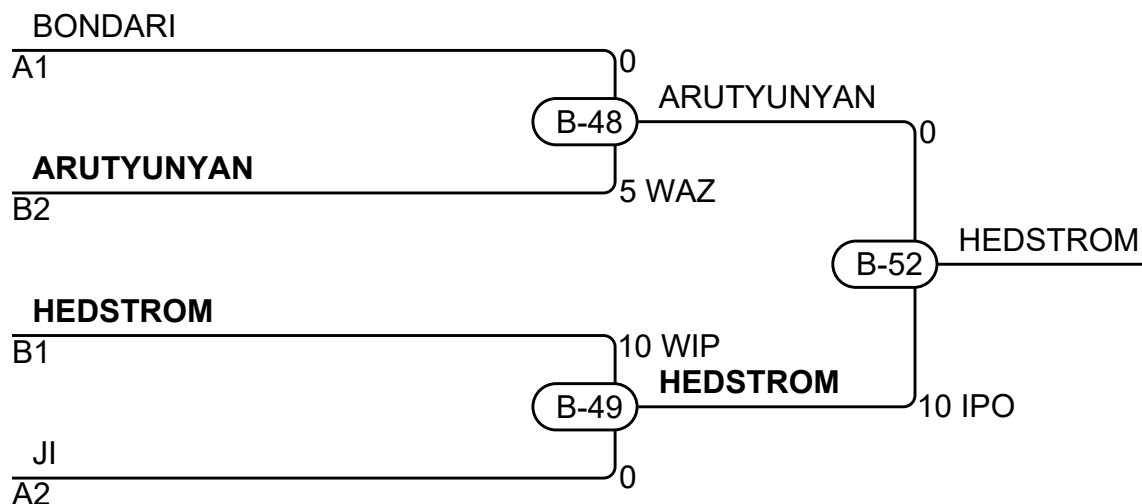 BONDARI
A1
0
B-48
ARUTYUNYAN
0
ARUTYUNYAN
B2
5 WAZ
B-52
HEDSTROM
HEDSTROM
B1
10 WIP
HEDSTROM
B-49
10 IPO
JI
A2
0